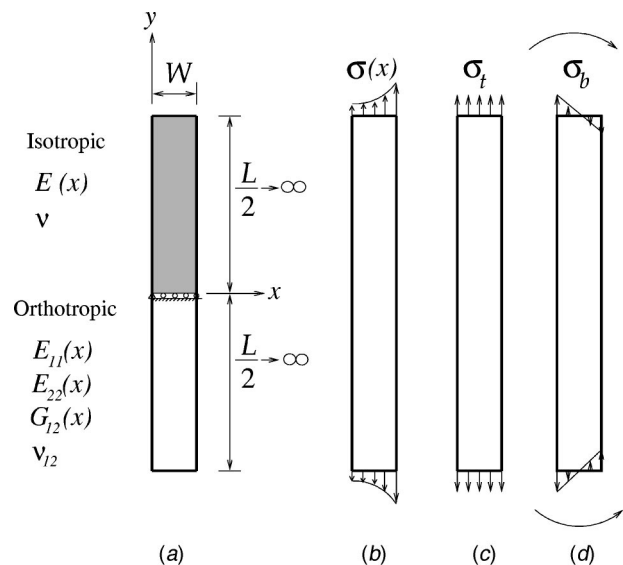 y
W
σ(x)
σt
σb
Isotropic
E (x)
ν
L/2 → ∞
x
Orthotropic
E11(x)
E22(x)
G12(x)
ν12
L/2 → ∞
(a) (b) (c) (d)